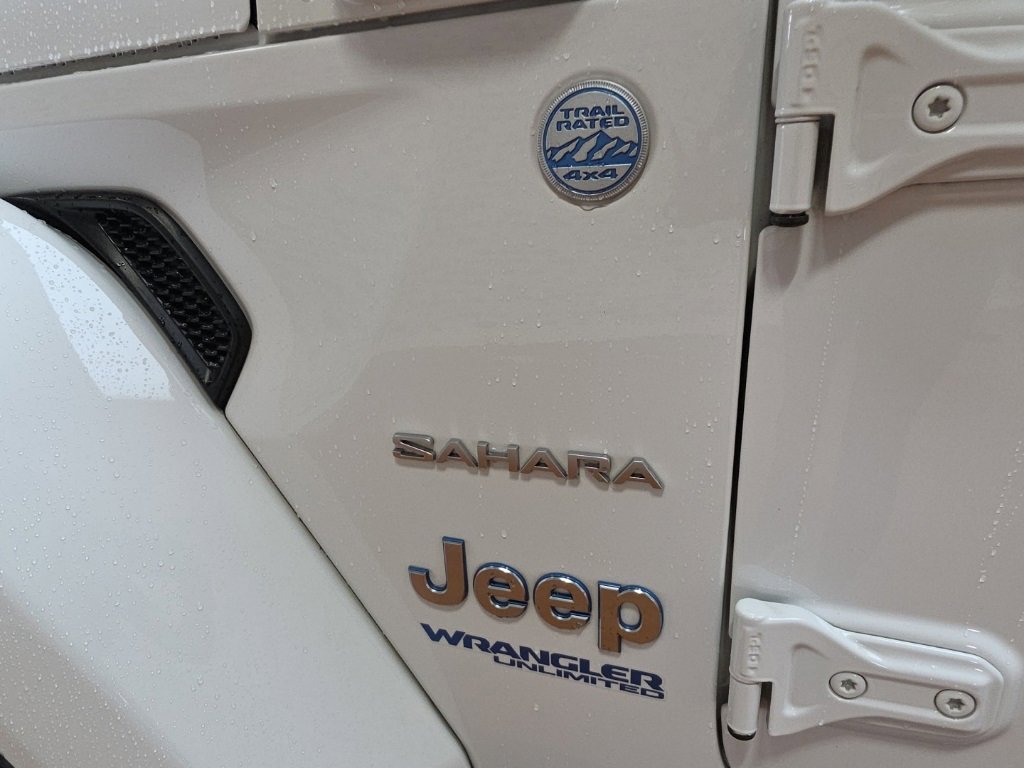 TRAIL
RATED
4x4
SAHARA
Jeep
WRANGLER
UNLIMITED